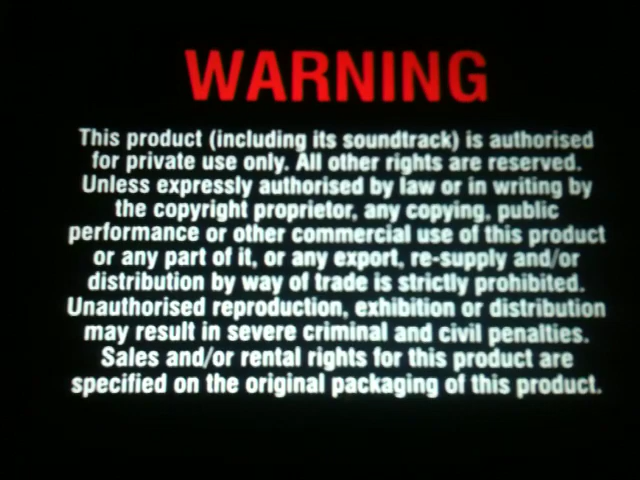 WARNING
This product (including its soundtrack) is authorised
for private use only. All other rights are reserved.
Unless expressly authorised by law or in writing by
the copyright proprietor, any copying, public
performance or other commercial use of this product
or any part of it, or any export, re-supply and/or
distribution by way of trade is strictly prohibited.
Unauthorised reproduction, exhibition or distribution
may result in severe criminal and civil penalties.
Sales and/or rental rights for this product are
specified on the original packaging of this product.